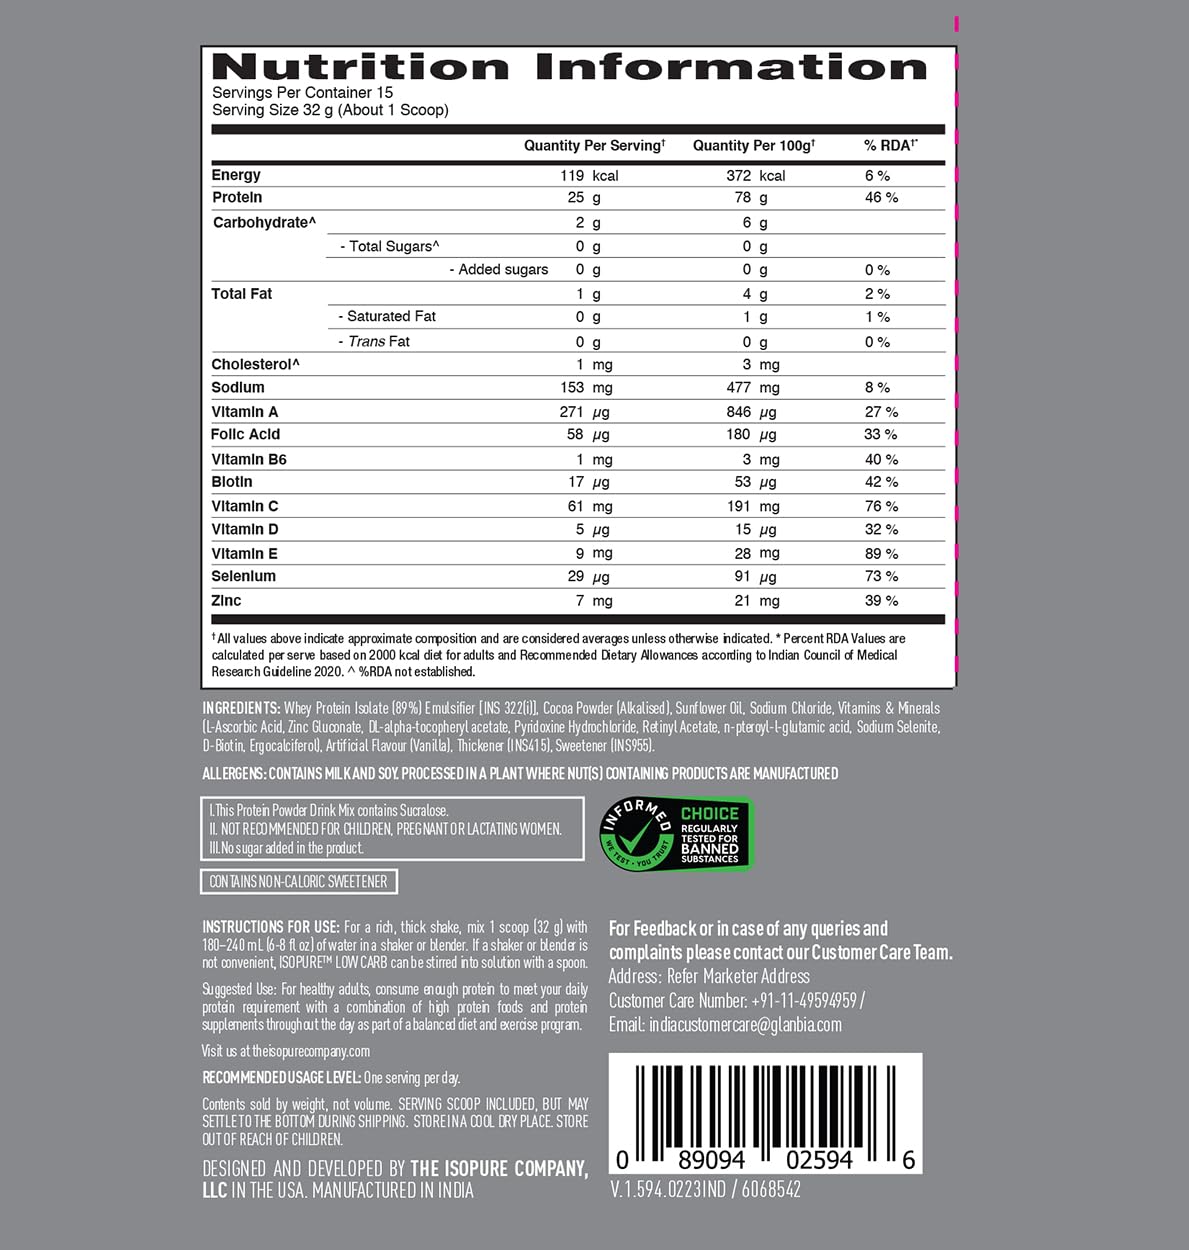 Nutrition Information
Servings Per Container 15
Serving Size 32 g (About 1 Scoop)
Quantity Per Serving† Quantity Per 100g† % RDA†*
Energy 119 kcal 372 kcal 6 %
Protein 25 g 78 g 46 %
Carbohydrate^ 2 g 6 g
- Total Sugars^ 0 g 0 g
- Added sugars 0 g 0 g 0 %
Total Fat 1 g 4 g 2 %
- Saturated Fat 0 g 1 g 1 %
- Trans Fat 0 g 0 g 0 %
Cholesterol^ 1 mg 3 mg
Sodium 153 mg 477 mg 8 %
Vitamin A 271 µg 846 µg 27 %
Folic Acid 58 µg 180 µg 33 %
Vitamin B6 1 mg 3 mg 40 %
Biotin 17 µg 53 µg 42 %
Vitamin C 61 mg 191 mg 76 %
Vitamin D 5 µg 15 µg 32 %
Vitamin E 9 mg 28 mg 89 %
Selenium 29 µg 91 µg 73 %
Zinc 7 mg 21 mg 39 %
†All values above indicate approximate composition and are considered averages unless otherwise indicated. * Percent RDA Values are
calculated per serve based on 2000 kcal diet for adults and Recommended Dietary Allowances according to Indian Council of Medical
Research Guideline 2020. ^ %RDA not established.
INGREDIENTS: Whey Protein Isolate (89%) Emulsifier [INS 322(i)], Cocoa Powder (Alkalised), Sunflower Oil, Sodium Chloride, Vitamins & Minerals
(L-Ascorbic Acid, Zinc Gluconate, DL-alpha-tocopheryl acetate, Pyridoxine Hydrochloride, Retinyl Acetate, n-pteroyl-l-glutamic acid, Sodium Selenite,
D-Biotin, Ergocalciferol), Artificial Flavour (Vanilla), Thickener (INS415), Sweetener (INS955).
ALLERGENS: CONTAINS MILK AND SOY. PROCESSED IN A PLANT WHERE NUT(S) CONTAINING PRODUCTS ARE MANUFACTURED
I.This Protein Powder Drink Mix contains Sucralose.
II. NOT RECOMMENDED FOR CHILDREN, PREGNANT OR LACTATING WOMEN.
III.No sugar added in the product.
CONTAINS NON-CALORIC SWEETENER
INFORMED
WE TEST • YOU TRUST
CHOICE
REGULARLY
TESTED FOR
BANNED
SUBSTANCES
INSTRUCTIONS FOR USE: For a rich, thick shake, mix 1 scoop (32 g) with
180–240 mL (6-8 fl oz) of water in a shaker or blender. If a shaker or blender is
not convenient, ISOPURE™ LOW CARB can be stirred into solution with a spoon.
Suggested Use: For healthy adults, consume enough protein to meet your daily
protein requirement with a combination of high protein foods and protein
supplements throughout the day as part of a balanced diet and exercise program.
Visit us at theisopurecompany.com
RECOMMENDED USAGE LEVEL: One serving per day.
Contents sold by weight, not volume. SERVING SCOOP INCLUDED, BUT MAY
SETTLE TO THE BOTTOM DURING SHIPPING. STORE IN A COOL DRY PLACE. STORE
OUT OF REACH OF CHILDREN.
DESIGNED AND DEVELOPED BY THE ISOPURE COMPANY,
LLC IN THE USA. MANUFACTURED IN INDIA
For Feedback or in case of any queries and
complaints please contact our Customer Care Team.
Address: Refer Marketer Address
Customer Care Number: +91-11-49594959 /
Email: indiacustomercare@glanbia.com
0 89094 02594 6
V.1.594.0223IND / 6068542